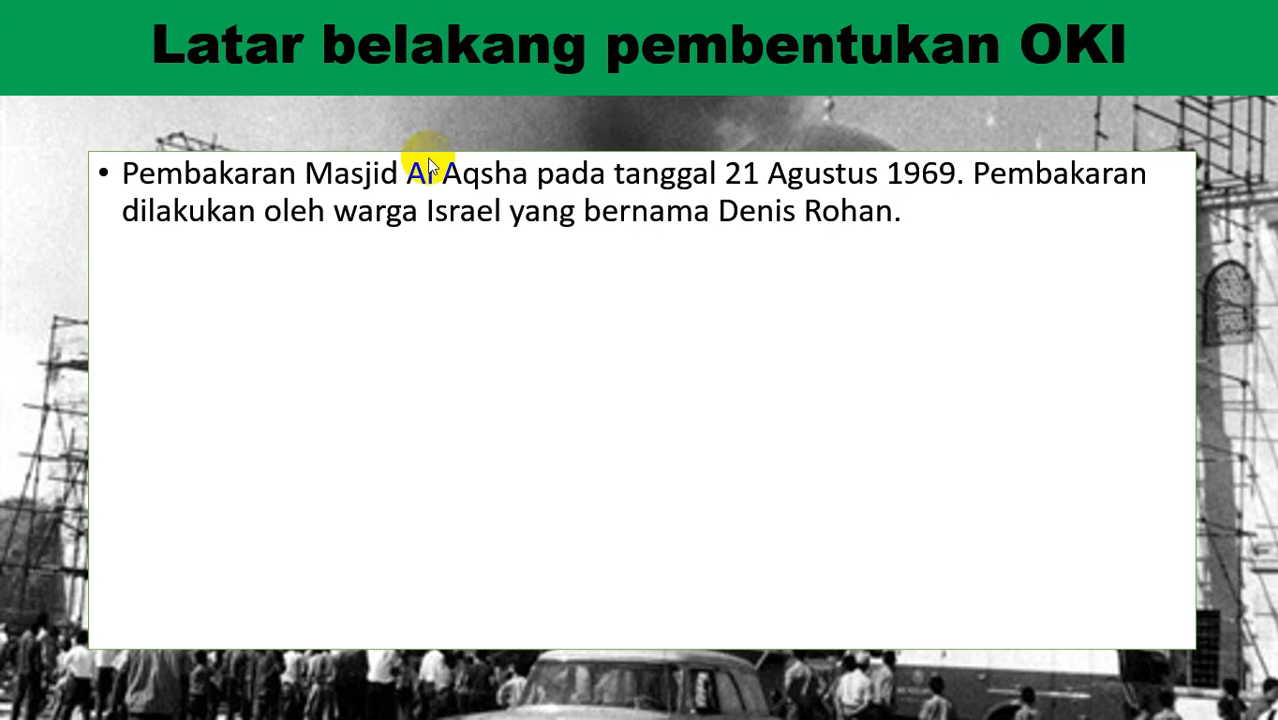 Latar belakang pembentukan OKI
• Pembakaran Masjid Al Aqsha pada tanggal 21 Agustus 1969. Pembakaran
dilakukan oleh warga Israel yang bernama Denis Rohan.